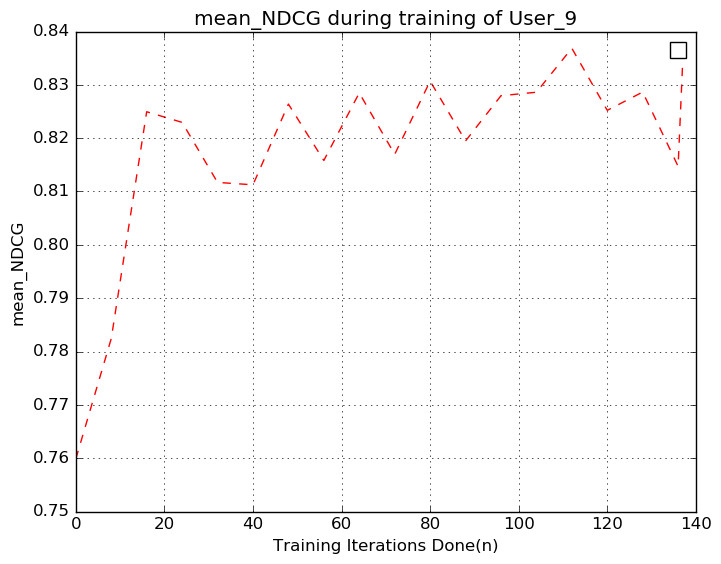 mean_NDCG during training of User_9
0.84
0.83
0.82
0.81
0.80
0.79
0.78
0.77
0.76
0.75
mean_NDCG
0 20 40 60 80 100 120 140
Training Iterations Done(n)